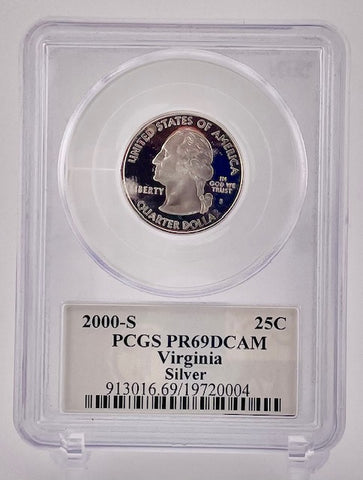 UNITED STATES OF AMERICA
LIBERTY
IN
GOD WE
TRUST
S
QUARTER DOLLAR
2000-S 25C
PCGS PR69DCAM
Virginia
Silver
913016.69/19720004